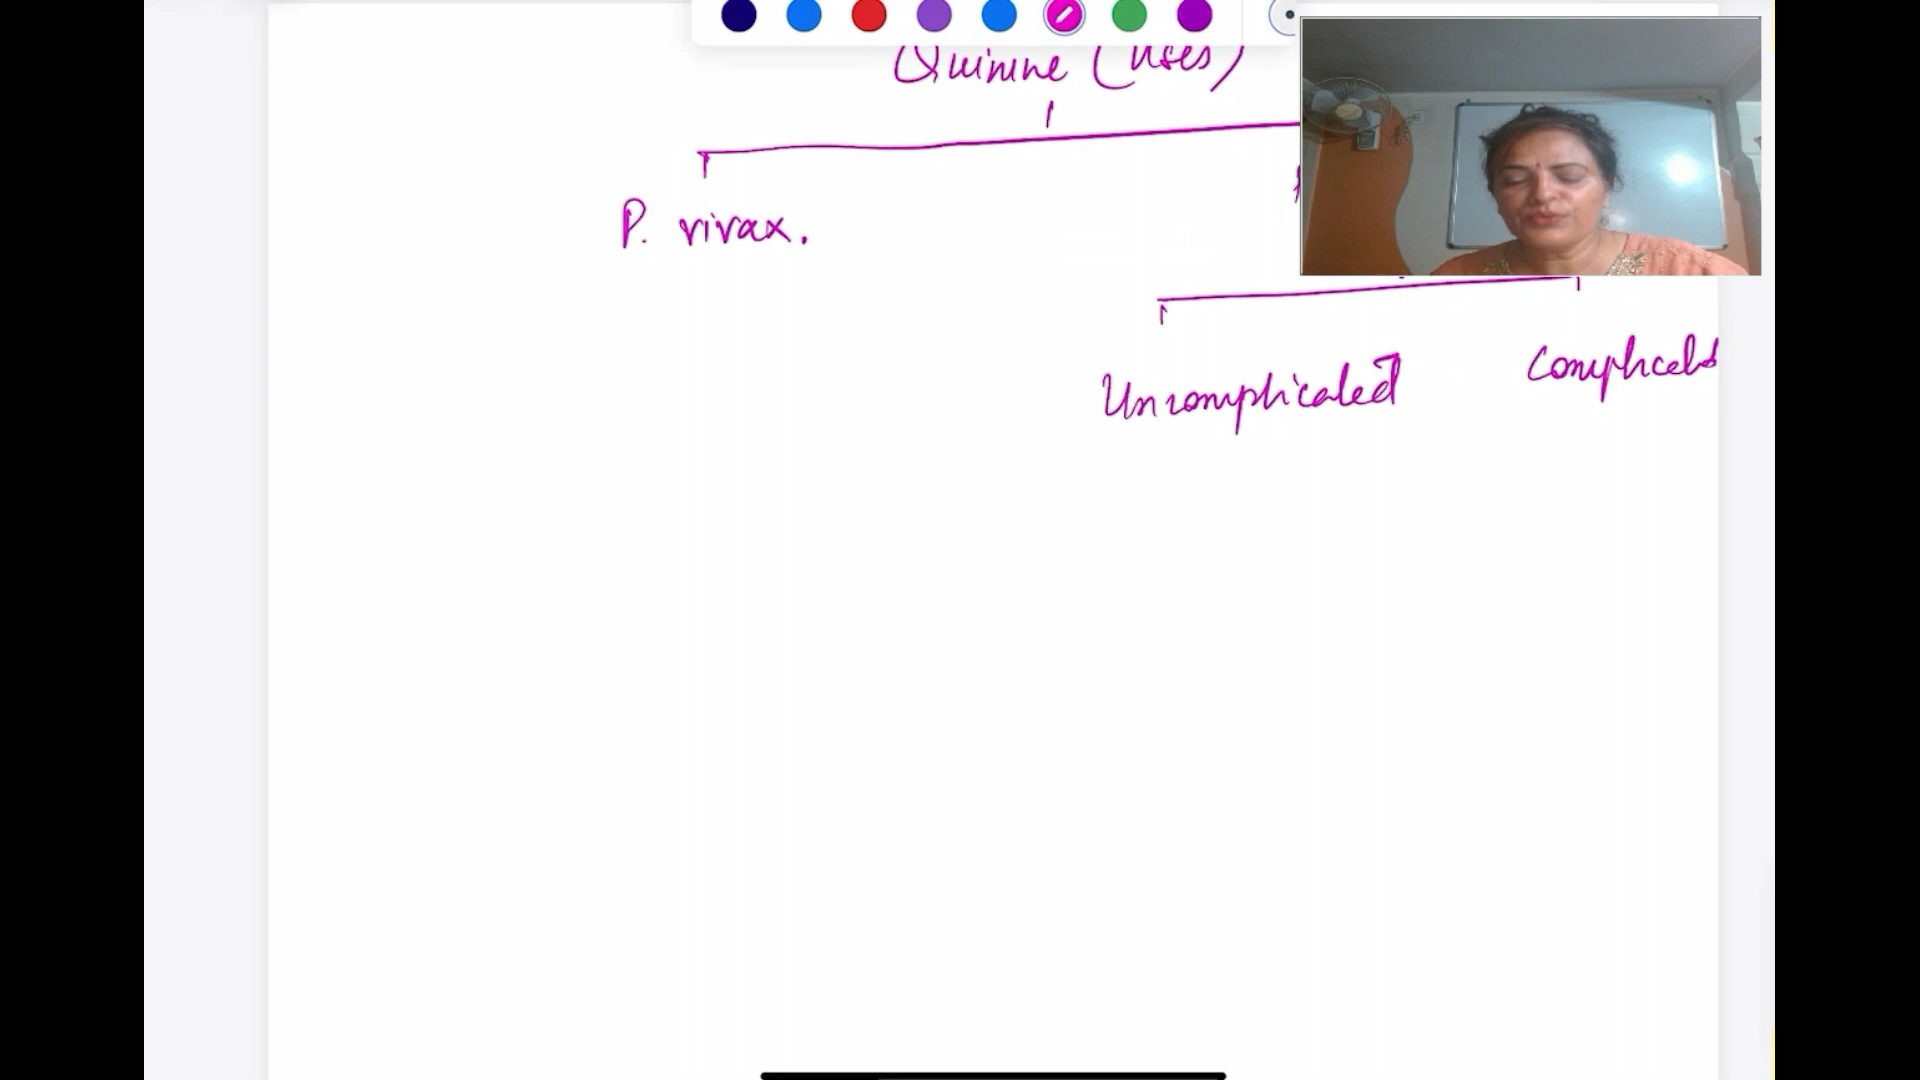 Quinine (Uses)
P. vivax.
Uncomplicated
Complicated